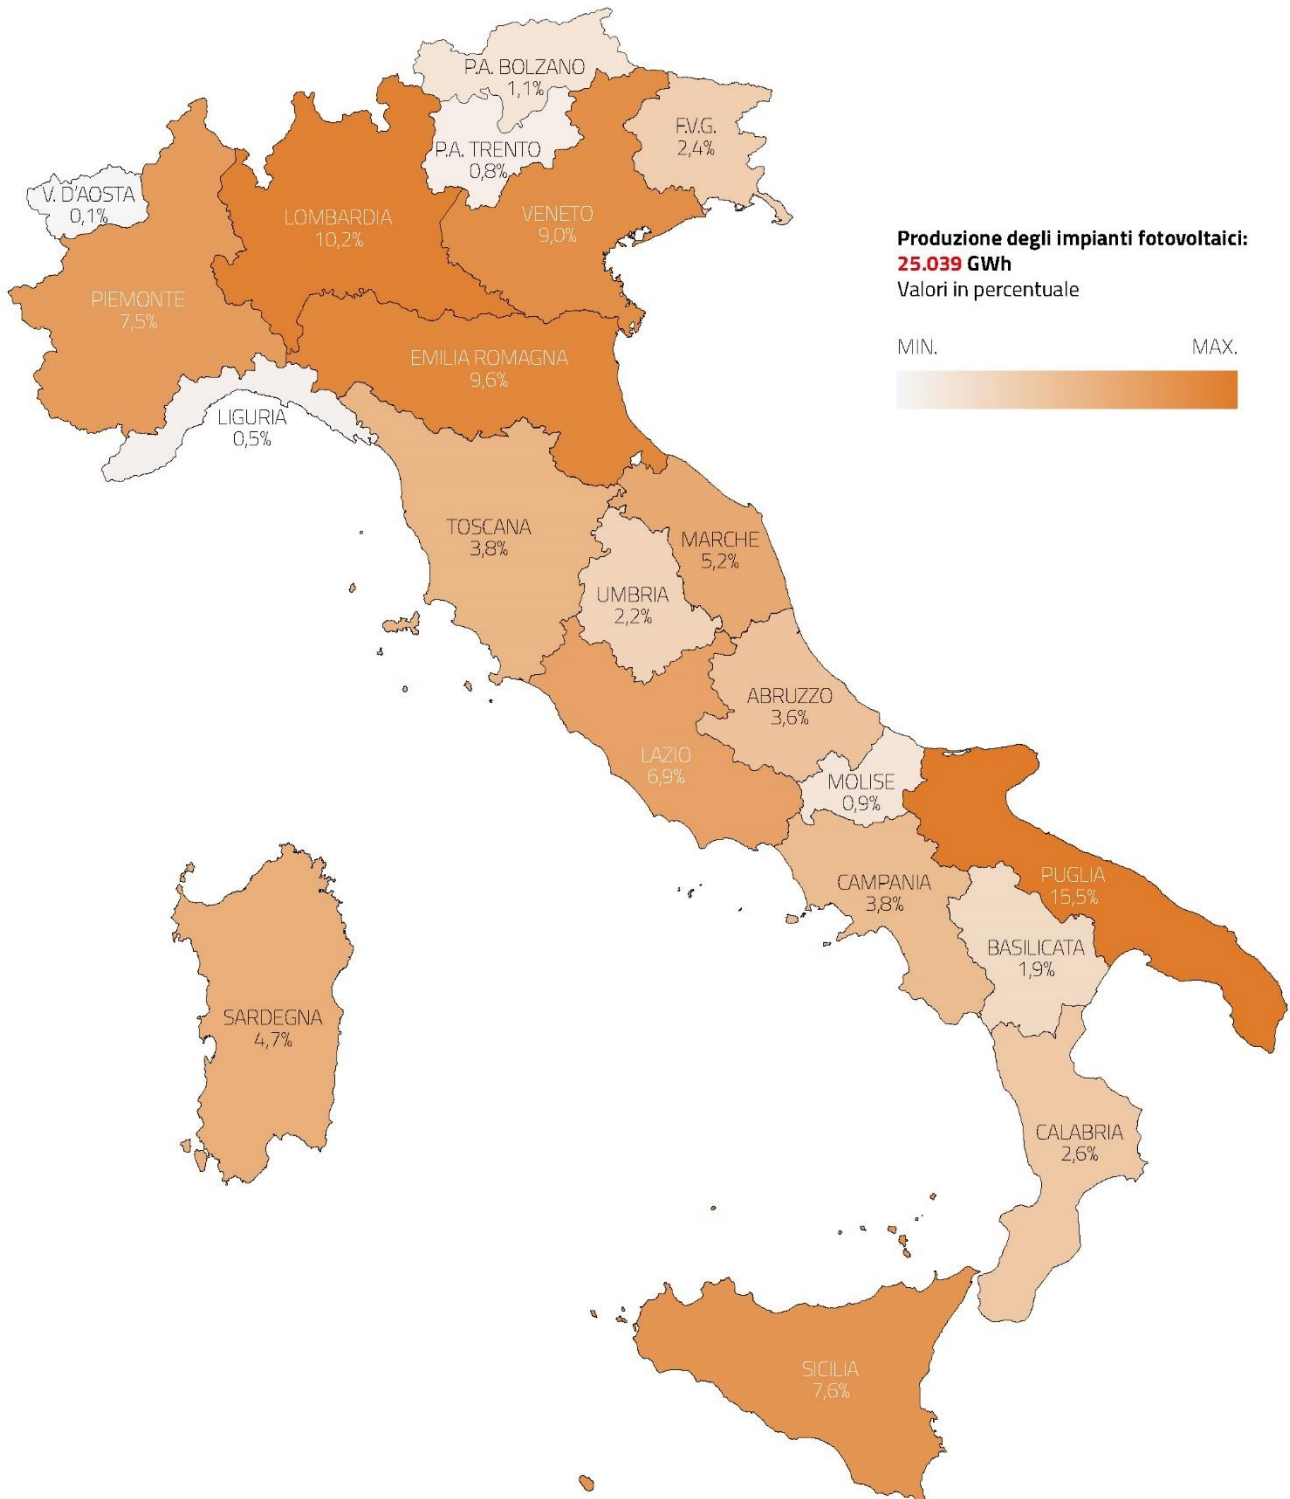 P.A. BOLZANO
1,1%
F.V.G.
2,4%
P.A. TRENTO
0,8%
V. D'AOSTA
0,1%
LOMBARDIA
10,2%
VENETO
9,0%
Produzione degli impianti fotovoltaici:
25.039 GWh
Valori in percentuale
MIN. MAX.
PIEMONTE
7,5%
EMILIA ROMAGNA
9,6%
LIGURIA
0,5%
TOSCANA
3,8%
MARCHE
5,2%
UMBRIA
2,2%
ABRUZZO
3,6%
LAZIO
6,9%
MOLISE
0,9%
CAMPANIA
3,8%
PUGLIA
15,5%
BASILICATA
1,9%
SARDEGNA
4,7%
CALABRIA
2,6%
SICILIA
7,6%